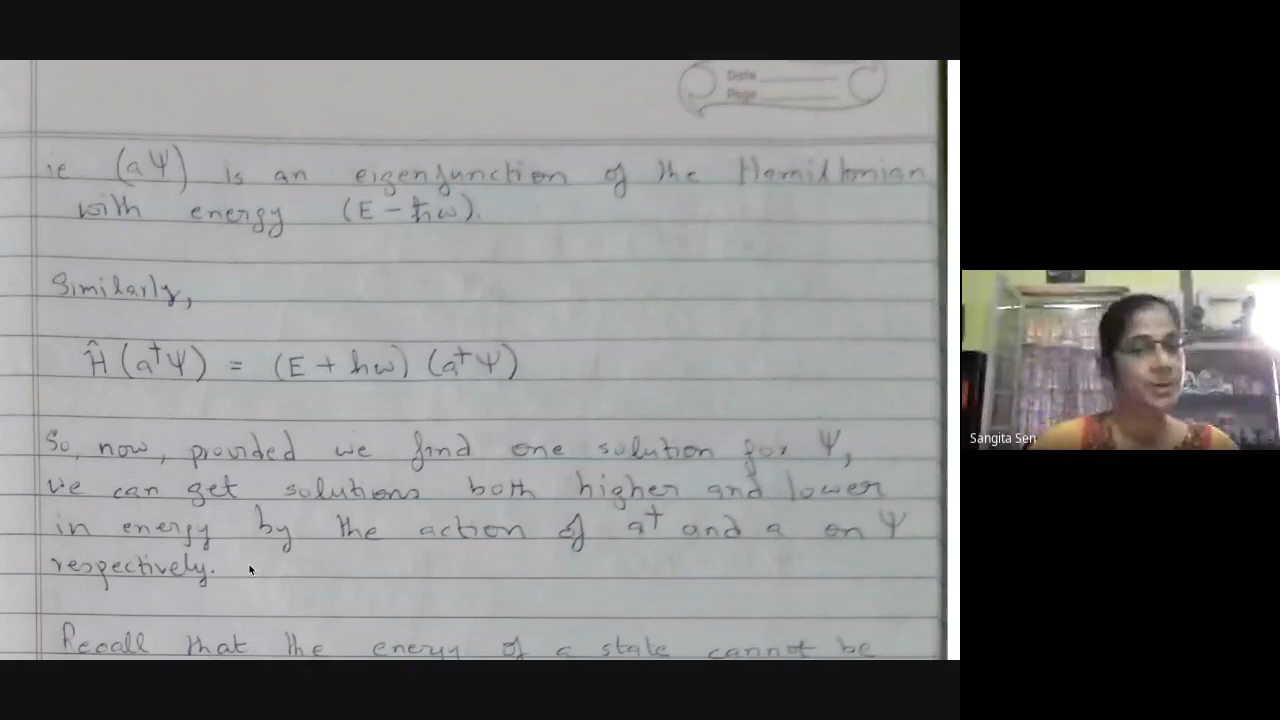 Date
Page
ie (aΨ) is an eigenfunction of the Hamiltonian
with energy (E - ħω).
Similarly,
Ĥ (a†Ψ) = (E + ħω) (a†Ψ)
So, now, provided we find one solution for Ψ,
we can get solutions both higher and lower
in energy by the action of a† and a on Ψ
respectively.
Recall that the energy of a state cannot be
Sangita Sen